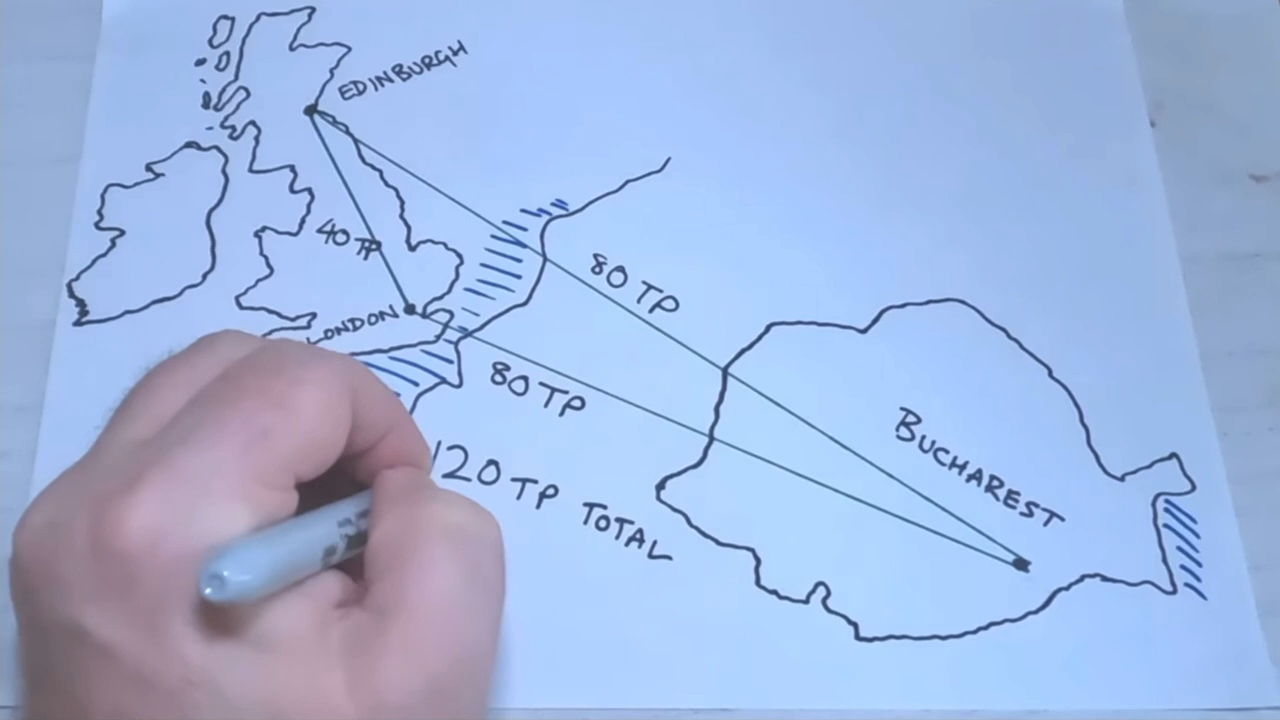 EDINBURGH
40 TP
80 TP
LONDON
80 TP
BUCHAREST
120 TP TOTAL